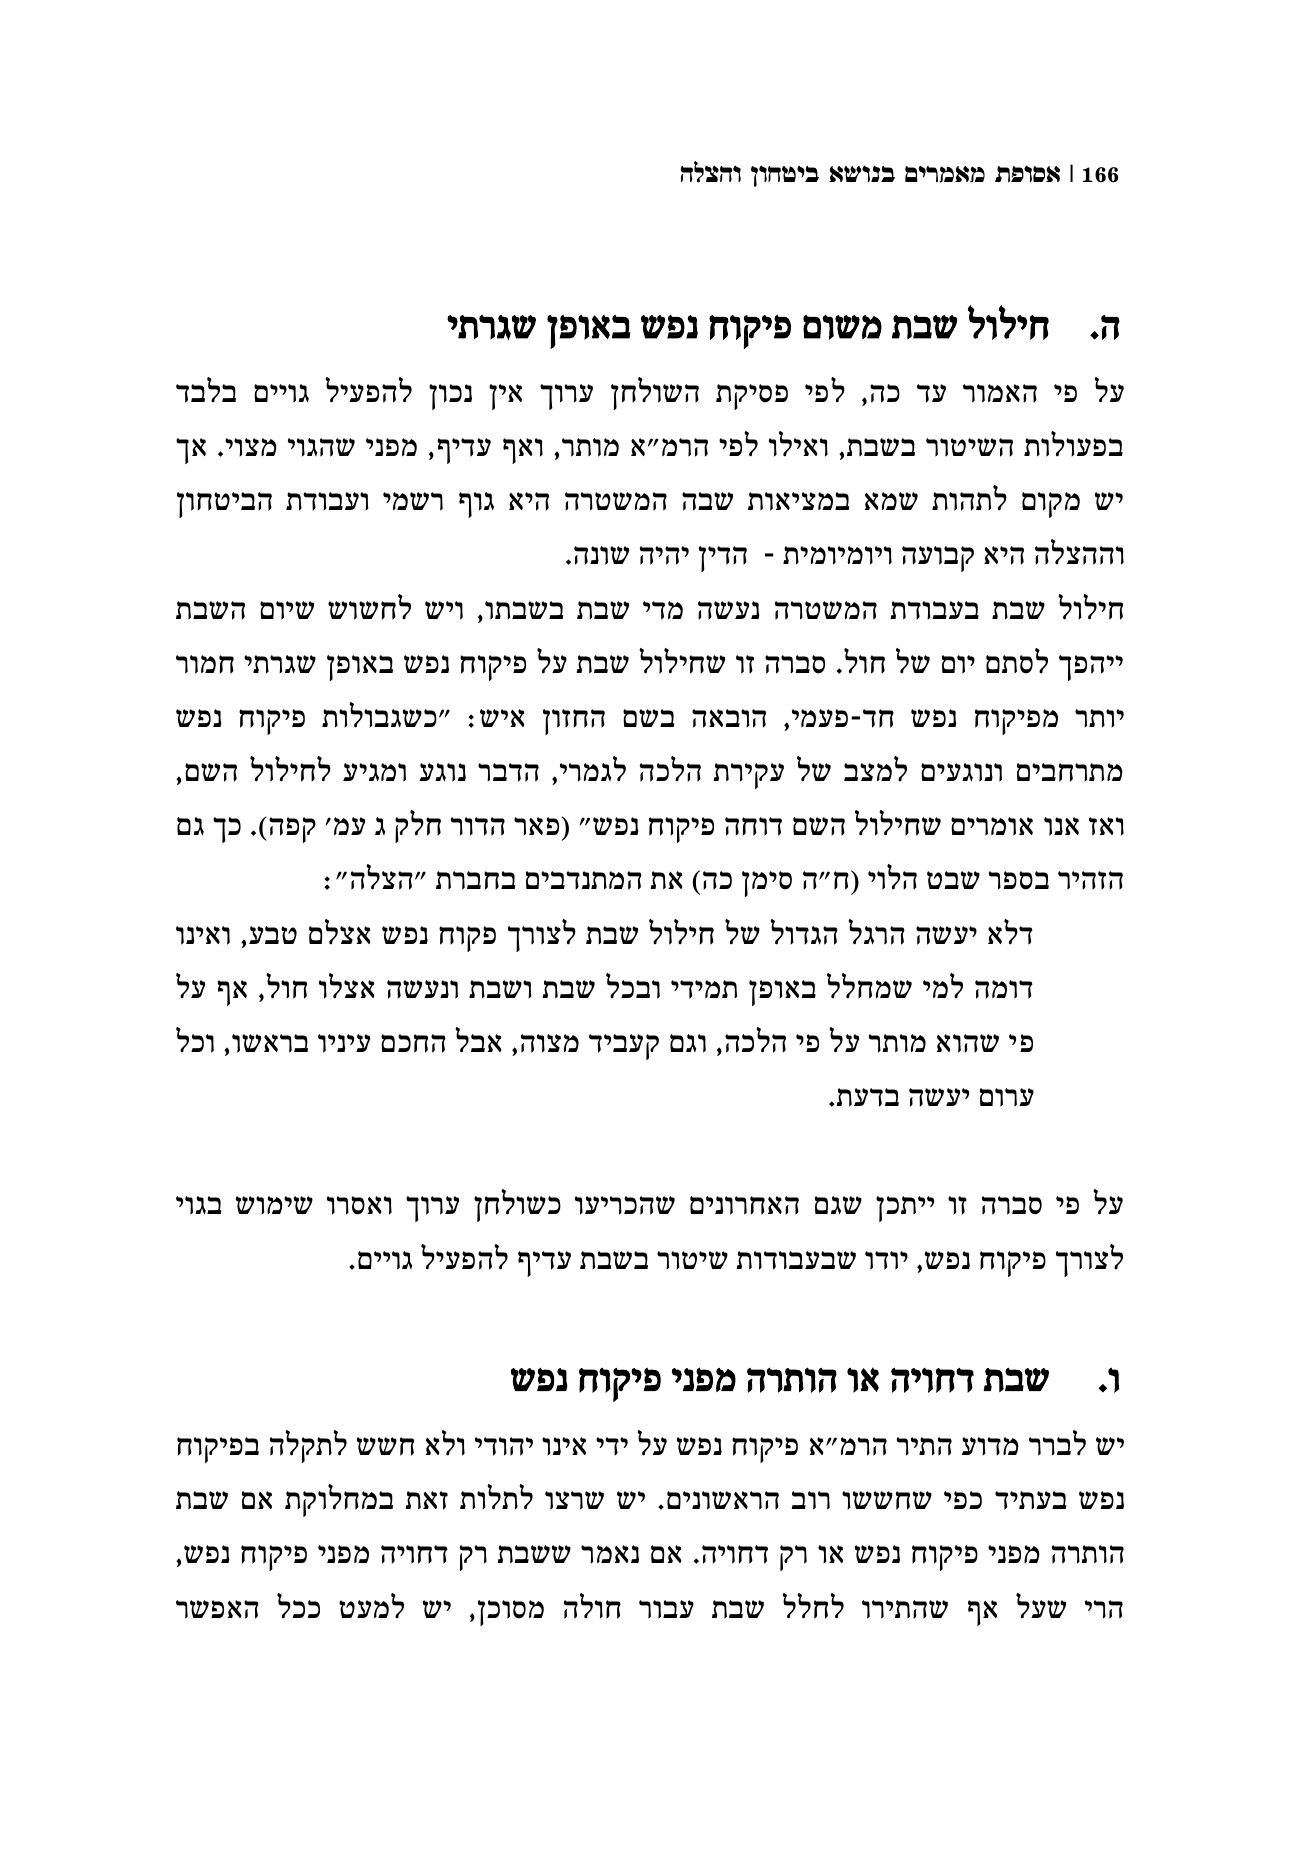 166 | אסופת מאמרים בנושא ביטחון והצלה
ה. חילול שבת משום פיקוח נפש באופן שגרתי
על פי האמור עד כה, לפי פסיקת השולחן ערוך אין נכון להפעיל גויים בלבד
בפעולות השיטור בשבת, ואילו לפי הרמ״א מותר, ואף עדיף, מפני שהגוי מצוי. אך
יש מקום לתהות שמא במציאות שבה המשטרה היא גוף רשמי ועבודת הביטחון
וההצלה היא קבועה ויומיומית - הדין יהיה שונה.
חילול שבת בעבודת המשטרה נעשה מדי שבת בשבתו, ויש לחשוש שיום השבת
ייהפך לסתם יום של חול. סברה זו שחילול שבת על פיקוח נפש באופן שגרתי חמור
יותר מפיקוח נפש חד-פעמי, הובאה בשם החזון איש: ״כשגבולות פיקוח נפש
מתרחבים ונוגעים למצב של עקירת הלכה לגמרי, הדבר נוגע ומגיע לחילול השם,
ואז אנו אומרים שחילול השם דוחה פיקוח נפש״ (פאר הדור חלק ג עמ׳ קפה). כך גם
הזהיר בספר שבט הלוי (ח״ה סימן כה) את המתנדבים בחברת ״הצלה״:
דלא יעשה הרגל הגדול של חילול שבת לצורך פקוח נפש אצלם טבע, ואינו
דומה למי שמחלל באופן תמידי ובכל שבת ושבת ונעשה אצלו חול, אף על
פי שהוא מותר על פי הלכה, וגם קעביד מצוה, אבל החכם עיניו בראשו, וכל
ערום יעשה בדעת.
על פי סברה זו ייתכן שגם האחרונים שהכריעו כשולחן ערוך ואסרו שימוש בגוי
לצורך פיקוח נפש, יודו שבעבודות שיטור בשבת עדיף להפעיל גויים.
ו. שבת דחויה או הותרה מפני פיקוח נפש
יש לברר מדוע התיר הרמ״א פיקוח נפש על ידי אינו יהודי ולא חשש לתקלה בפיקוח
נפש בעתיד כפי שחששו רוב הראשונים. יש שרצו לתלות זאת במחלוקת אם שבת
הותרה מפני פיקוח נפש או רק דחויה. אם נאמר ששבת רק דחויה מפני פיקוח נפש,
הרי שעל אף שהתירו לחלל שבת עבור חולה מסוכן, יש למעט ככל האפשר